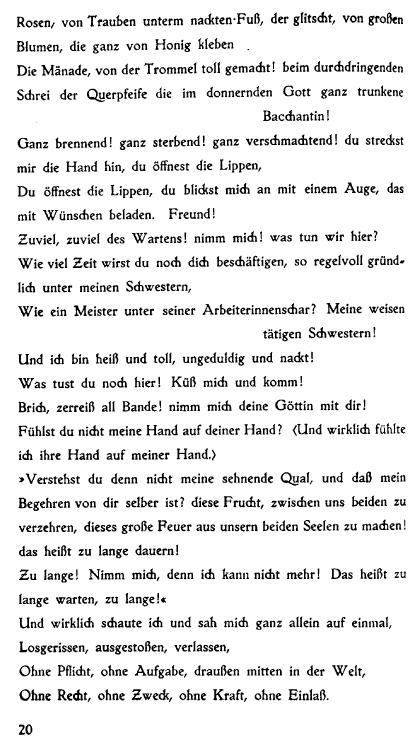 Rosen, von Trauben unterm nackten Fuß, der glitscht, von großen
Blumen, die ganz von Honig kleben .
Die Mänade, von der Trommel toll gemacht! beim durchdringenden
Schrei der Querpfeife die im donnernden Gott ganz trunkene
Bacchantin!
Ganz brennend! ganz sterbend! ganz verschmachtend! du streckst
mir die Hand hin, du öffnest die Lippen,
Du öffnest die Lippen, du blickst mich an mit einem Auge, das
mit Wünschen beladen. Freund!
Zuviel, zuviel des Wartens! nimm mich! was tun wir hier?
Wie viel Zeit wirst du noch dich beschäftigen, so regelvoll gründ-
lich unter meinen Schwestern,
Wie ein Meister unter seiner Arbeiterinnenschar? Meine weisen
tätigen Schwestern!
Und ich bin heiß und toll, ungeduldig und nackt!
Was tust du noch hier! Küß mich und komm!
Brich, zerreiß all Bande! nimm mich deine Göttin mit dir!
Fühlst du nicht meine Hand auf deiner Hand? (Und wirklich fühlte
ich ihre Hand auf meiner Hand.)
»Verstehst du denn nicht meine sehnende Qual, und daß mein
Begehren von dir selber ist? diese Frucht, zwischen uns beiden zu
verzehren, dieses große Feuer aus unsern beiden Seelen zu machen!
das heißt zu lange dauern!
Zu lange! Nimm mich, denn ich kann nicht mehr! Das heißt zu
lange warten, zu lange!«
Und wirklich schaute ich und sah mich ganz allein auf einmal,
Losgerissen, ausgestoßen, verlassen,
Ohne Pflicht, ohne Aufgabe, draußen mitten in der Welt,
Ohne Recht, ohne Zweck, ohne Kraft, ohne Einlaß.
20